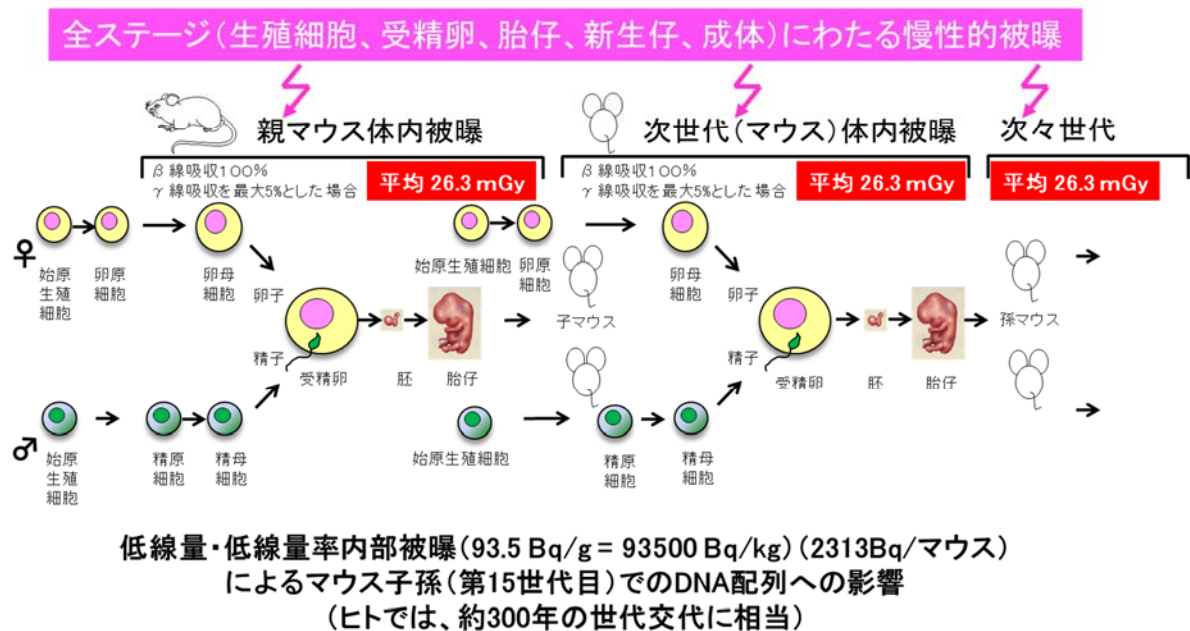 全ステージ(生殖細胞、受精卵、胎仔、新生仔、成体)にわたる慢性的被曝
親マウス体内被曝
次世代(マウス)体内被曝
次々世代
β線吸収100%
γ線吸収を最大5%とした場合
平均 26.3 mGy
β線吸収100%
γ線吸収を最大5%とした場合
平均 26.3 mGy
平均 26.3 mGy
♀
始原
生殖
細胞
卵原
細胞
卵母
細胞
卵子
精子
受精卵
胚
胎仔
始原生殖細胞
卵原
細胞
子マウス
卵母
細胞
卵子
精子
受精卵
胚
胎仔
孫マウス
♂
始原
生殖
細胞
精原
細胞
精母
細胞
始原生殖細胞
精原
細胞
精母
細胞
低線量・低線量率内部被曝(93.5 Bq/g = 93500 Bq/kg) (2313Bq/マウス)
によるマウス子孫(第15世代目)でのDNA配列への影響
(ヒトでは、約300年の世代交代に相当)